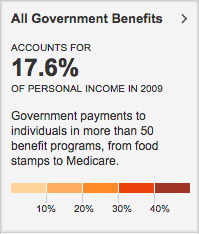 All Government Benefits >
ACCOUNTS FOR
17.6%
OF PERSONAL INCOME IN 2009
Government payments to
individuals in more than 50
benefit programs, from food
stamps to Medicare.
10% 20% 30% 40%